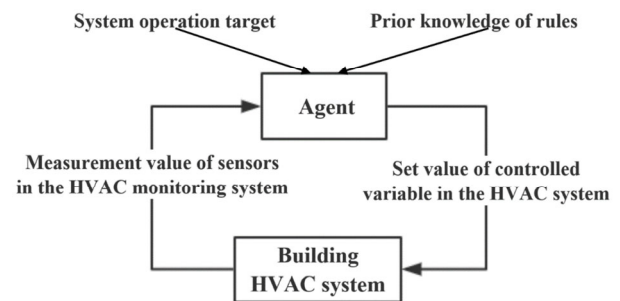 System operation target
Prior knowledge of rules
Agent
Measurement value of sensors
in the HVAC monitoring system
Set value of controlled
variable in the HVAC system
Building
HVAC system